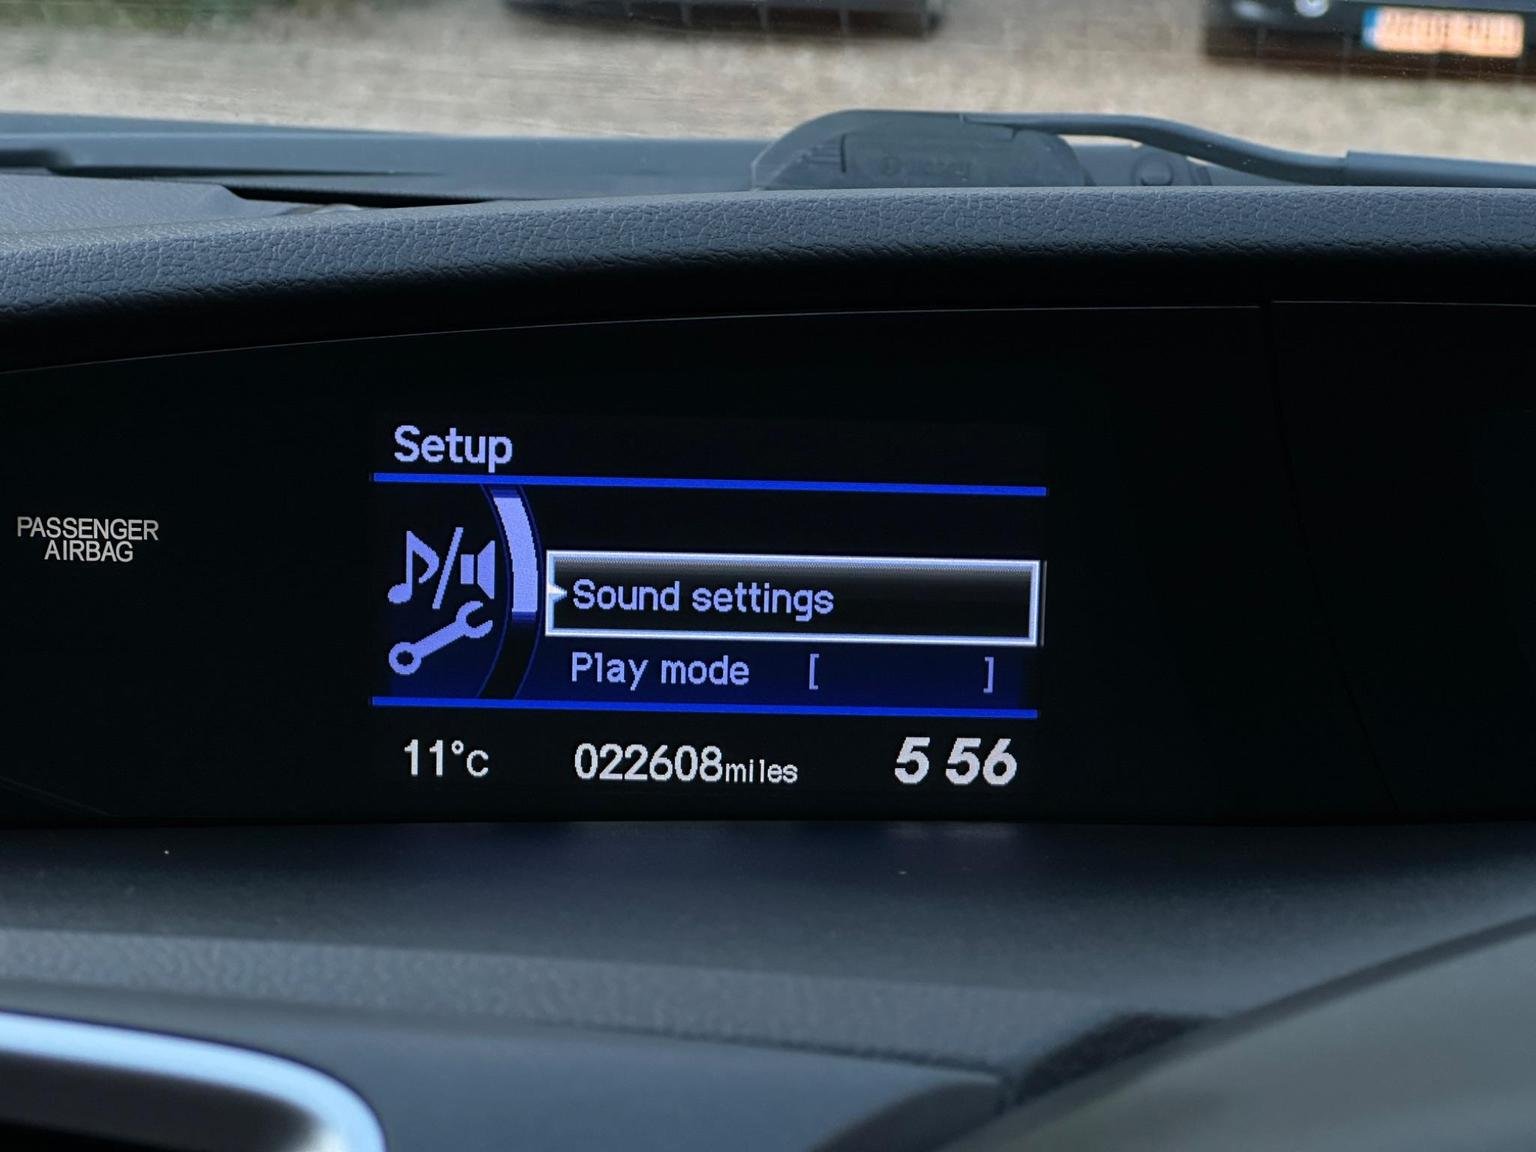 Setup
PASSENGER
AIRBAG
Sound settings
Play mode [ ]
11°C 022608miles 5 56